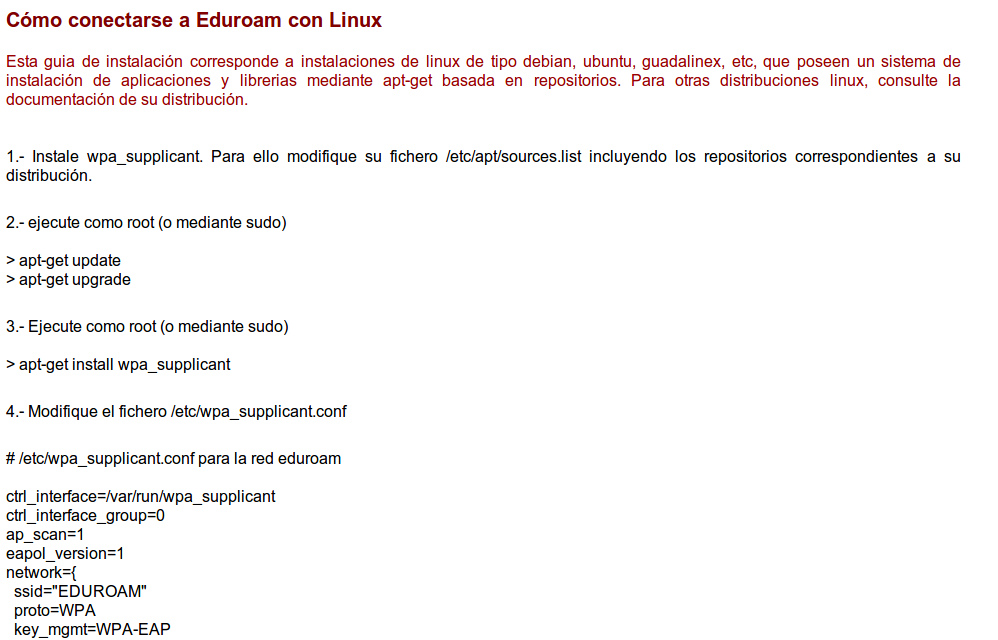 Cómo conectarse a Eduroam con Linux
Esta guia de instalación corresponde a instalaciones de linux de tipo debian, ubuntu, guadalinex, etc, que poseen un sistema de
instalación de aplicaciones y librerias mediante apt-get basada en repositorios. Para otras distribuciones linux, consulte la
documentación de su distribución.
1.- Instale wpa_supplicant. Para ello modifique su fichero /etc/apt/sources.list incluyendo los repositorios correspondientes a su
distribución.
2.- ejecute como root (o mediante sudo)
> apt-get update
> apt-get upgrade
3.- Ejecute como root (o mediante sudo)
> apt-get install wpa_supplicant
4.- Modifique el fichero /etc/wpa_supplicant.conf
# /etc/wpa_supplicant.conf para la red eduroam
ctrl_interface=/var/run/wpa_supplicant
ctrl_interface_group=0
ap_scan=1
eapol_version=1
network={
ssid="EDUROAM"
proto=WPA
key_mgmt=WPA-EAP